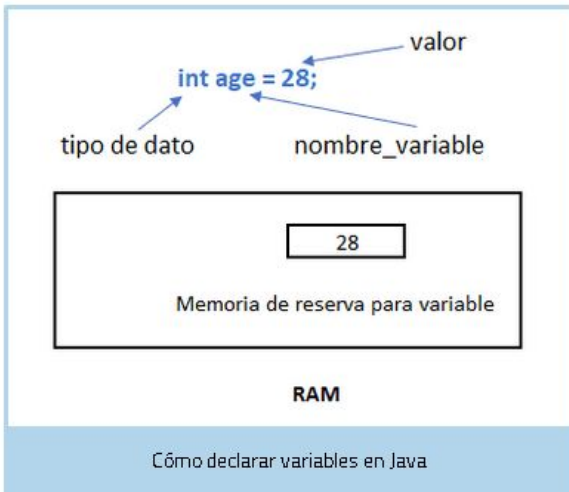 valor
int age = 28;
tipo de dato nombre_variable
28
Memoria de reserva para variable
RAM
Cómo declarar variables en Java